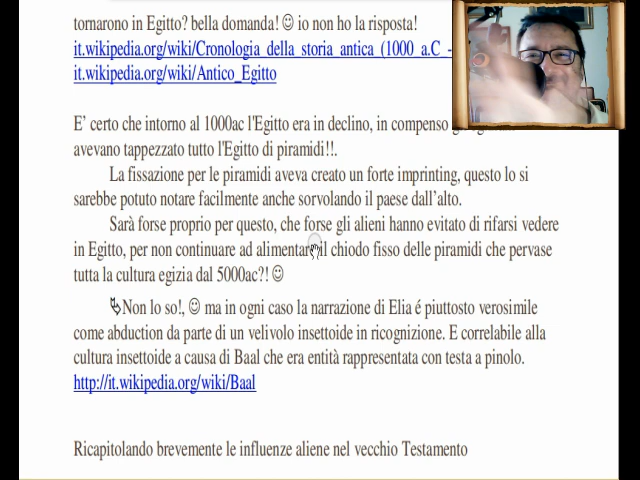 tornarono in Egitto? bella domanda! ☺ io non ho la risposta!
it.wikipedia.org/wiki/Cronologia_della_storia_antica_(1000_a.C_-
it.wikipedia.org/wiki/Antico_Egitto
E' certo che intorno al 1000ac l'Egitto era in declino, in compenso
avevano tappezzato tutto l'Egitto di piramidi!!.
La fissazione per le piramidi aveva creato un forte imprinting, questo lo si
sarebbe potuto notare facilmente anche sorvolando il paese dall'alto.
Sarà forse proprio per questo, che forse gli alieni hanno evitato di rifarsi vedere
in Egitto, per non continuare ad alimentare il chiodo fisso delle piramidi che pervase
tutta la cultura egizia dal 5000ac?! ☺
Non lo so!, ☺ ma in ogni caso la narrazione di Elia é piuttosto verosimile
come abduction da parte di un velivolo insettoide in ricognizione. E correlabile alla
cultura insettoide a causa di Baal che era entità rappresentata con testa a pinolo.
http://it.wikipedia.org/wiki/Baal
Ricapitolando brevemente le influenze aliene nel vecchio Testamento